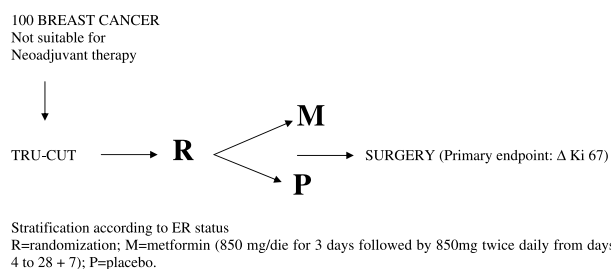 100 BREAST CANCER
Not suitable for
Neoadjuvant therapy
M
TRU-CUT R SURGERY (Primary endpoint: Δ Ki 67)
P
Stratification according to ER status
R=randomization; M=metformin (850 mg/die for 3 days followed by 850mg twice daily from days
4 to 28 + 7); P=placebo.